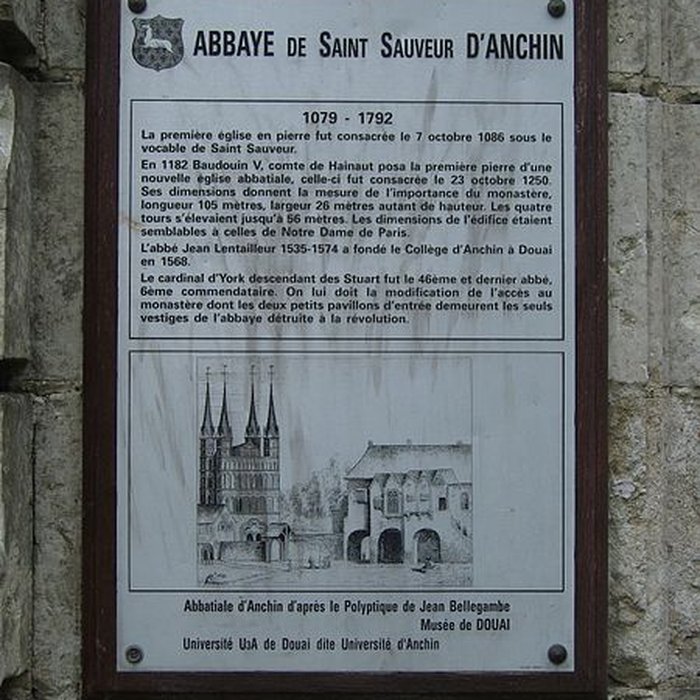 ABBAYE DE SAINT SAUVEUR D'ANCHIN
1079 - 1792
La première église en pierre fut consacrée le 7 octobre 1086 sous le
vocable de Saint Sauveur.
En 1182 Baudouin V, comte de Hainaut posa la première pierre d'une
nouvelle église abbatiale, celle-ci fut consacrée le 23 octobre 1250.
Ses dimensions donnent la mesure de l'importance du monastère,
longueur 105 mètres, largeur 26 mètres autant de hauteur. Les quatre
tours s'élevaient jusqu'à 56 mètres. Les dimensions de l'édifice étaient
semblables à celles de Notre Dame de Paris.
L'abbé Jean Lentailleur 1535-1574 a fondé le Collège d'Anchin à Douai
en 1568.
Le cardinal d'York descendant des Stuart fut le 46ème et dernier abbé,
6ème commendataire. On lui doit la modification de l'accès au
monastère dont les deux petits pavillons d'entrée demeurent les seuls
vestiges de l'abbaye détruite à la révolution.
Abbatiale d'Anchin d'après le Polyptique de Jean Bellegambe
Musée de DOUAI
Université U3A de Douai dite Université d'Anchin